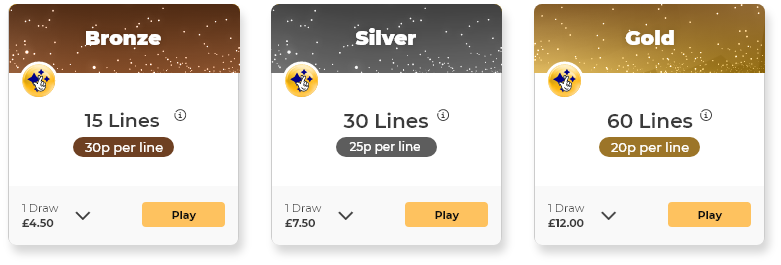 Bronze
15 Lines
30p per line
1 Draw
£4.50
Play
Silver
30 Lines
25p per line
1 Draw
£7.50
Play
Gold
60 Lines
20p per line
1 Draw
£12.00
Play